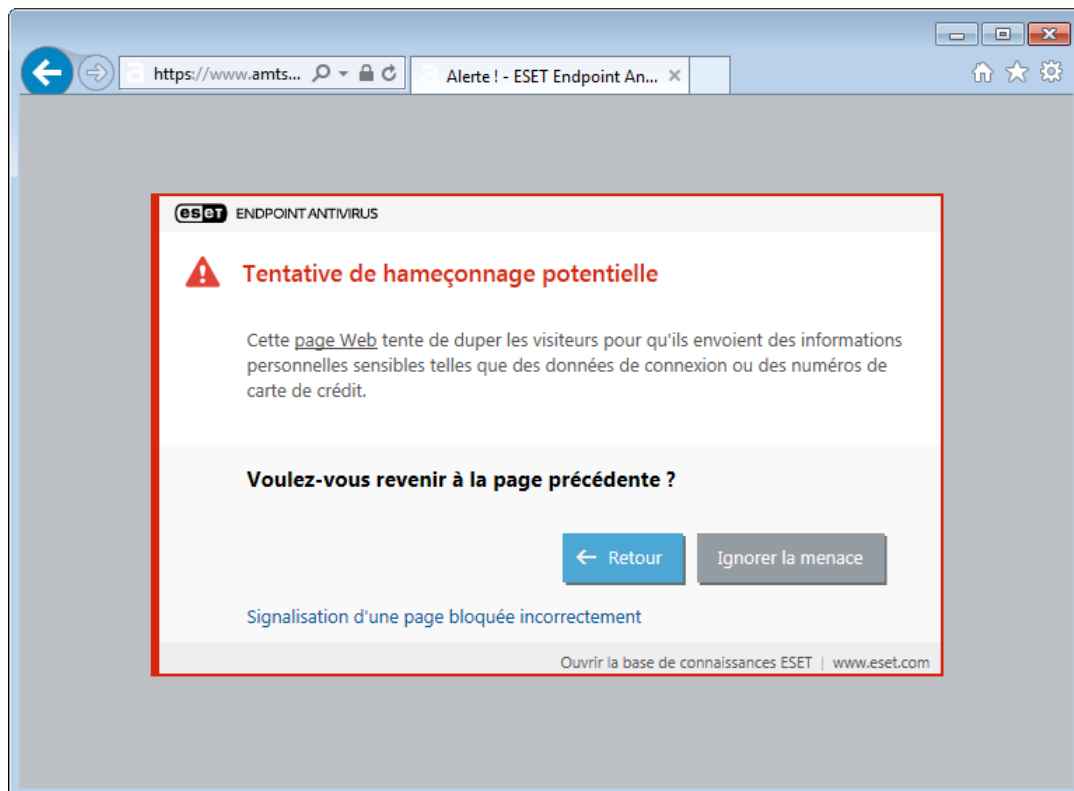 https://www.amts...
Alerte ! - ESET Endpoint An...
eset ENDPOINT ANTIVIRUS
Tentative de hameçonnage potentielle
Cette page Web tente de duper les visiteurs pour qu'ils envoient des informations
personnelles sensibles telles que des données de connexion ou des numéros de
carte de crédit.
Voulez-vous revenir à la page précédente ?
Retour
Ignorer la menace
Signalisation d'une page bloquée incorrectement
Ouvrir la base de connaissances ESET | www.eset.com